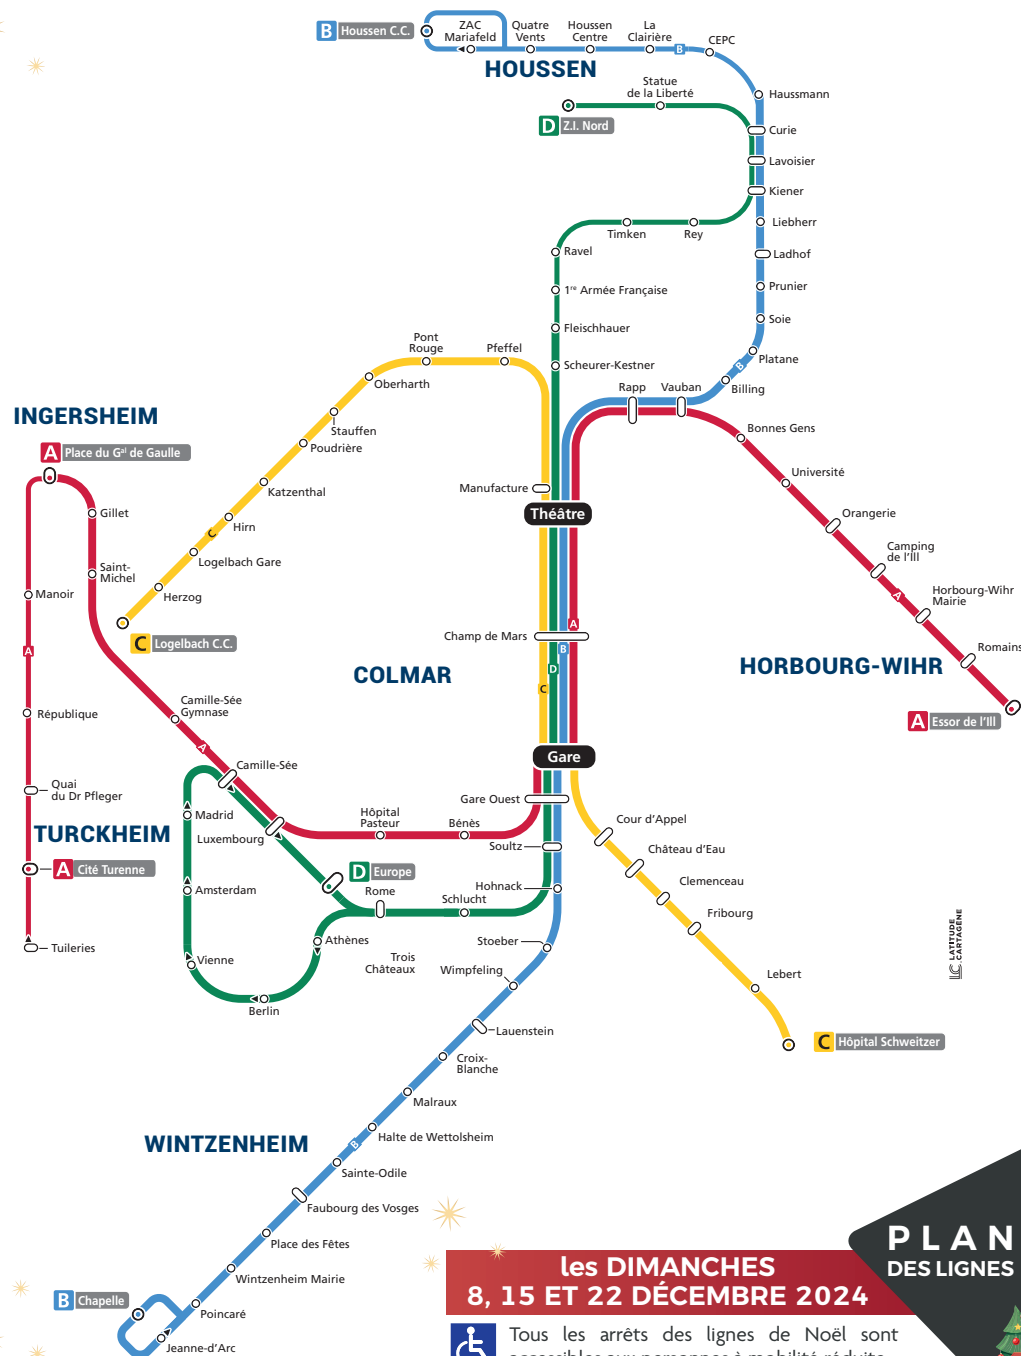 B Houssen C.C.
ZAC
Mariafeld
Quatre
Vents
Houssen
Centre
La
Clairière
B
CEPC
HOUSSEN
Statue
de la Liberté
Haussmann
D Z.I. Nord
Curie
Lavoisier
Kiener
Liebherr
Timken
Rey
Ravel
Ladhof
1re Armée Française
Prunier
Soie
Fleischhauer
Pont
Rouge
Pfeffel
Scheurer-Kestner
Platane
B
Oberharth
Rapp
Vauban
Billing
INGERSHEIM
Stauffen
Bonnes Gens
A Place du Gal de Gaulle
Poudrière
Université
Katzenthal
Manufacture
Gillet
Théâtre
Orangerie
Hirn
C
Logelbach Gare
Camping
de l'Ill
Saint-
Michel
Manoir
Herzog
A
Horbourg-Wihr
Mairie
C Logelbach C.C.
Champ de Mars
A
B
D
C
A
Romains
COLMAR
HORBOURG-WIHR
République
Camille-Sée
Gymnase
A
A Essor de l'Ill
Camille-Sée
Gare
Quai
du Dr Pfleger
Gare Ouest
Madrid
Luxembourg
Hôpital
Pasteur
Bénès
Cour d'Appel
TURCKHEIM
Soultz
Château d'Eau
A Cité Turenne
D Europe
Amsterdam
Rome
Schlucht
Hohnack
Clemenceau
Fribourg
Tuileries
Athènes
Stoeber
Vienne
Trois
Châteaux
Wimpfeling
Lebert
Berlin
Lauenstein
C Hôpital Schweitzer
LC LATITUDE
CARTAGÈNE
Croix-
Blanche
Malraux
WINTZENHEIM
B
Halte de Wettolsheim
Sainte-Odile
Faubourg des Vosges
Place des Fêtes
Wintzenheim Mairie
B Chapelle
Poincaré
Jeanne-d'Arc
PLAN
DES LIGNES
les DIMANCHES
8, 15 ET 22 DÉCEMBRE 2024
Tous les arrêts des lignes de Noël sont
accessibles aux personnes à mobilité réduite